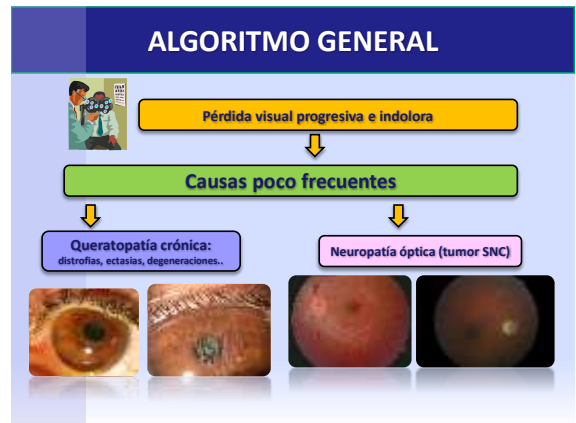 ALGORITMO GENERAL
Pérdida visual progresiva e indolora
Causas poco frecuentes
Queratopatía crónica:
distrofias, ectasias, degeneraciones..
Neuropatía óptica (tumor SNC)